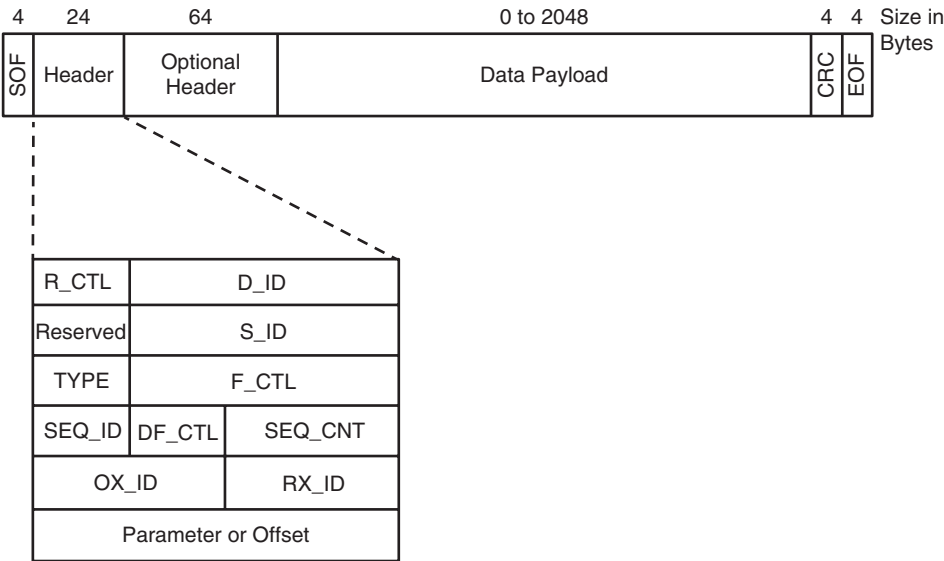 4 24 64 0 to 2048 4 4 Size in
Bytes
SOF Header Optional
Header Data Payload CRC EOF
R_CTL D_ID
Reserved S_ID
TYPE F_CTL
SEQ_ID DF_CTL SEQ_CNT
OX_ID RX_ID
Parameter or Offset